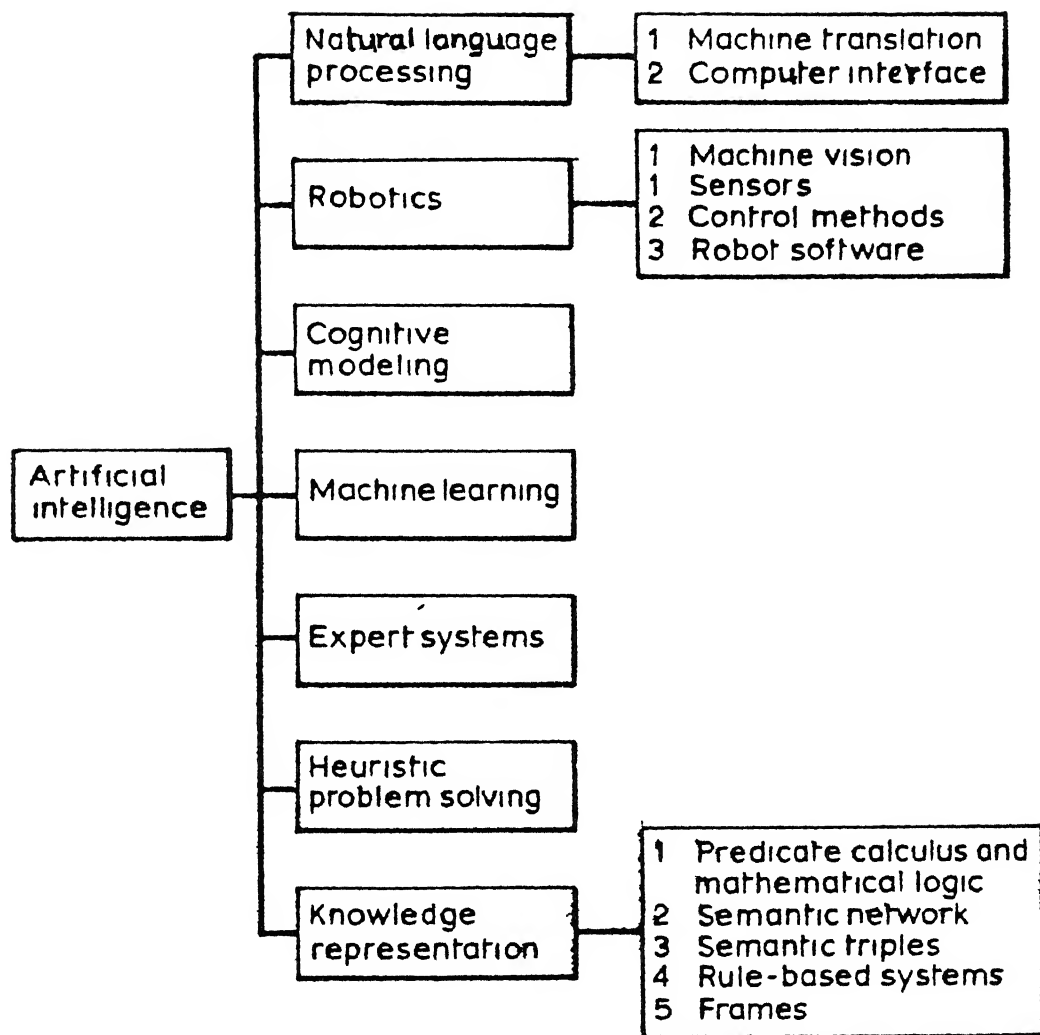 Natural language
processing
1 Machine translation
2 Computer interface
Robotics
1 Machine vision
1 Sensors
2 Control methods
3 Robot software
Cognitive
modeling
Artificial
intelligence
Machine learning
Expert systems
Heuristic
problem solving
Knowledge
representation
1 Predicate calculus and
mathematical logic
2 Semantic network
3 Semantic triples
4 Rule-based systems
5 Frames